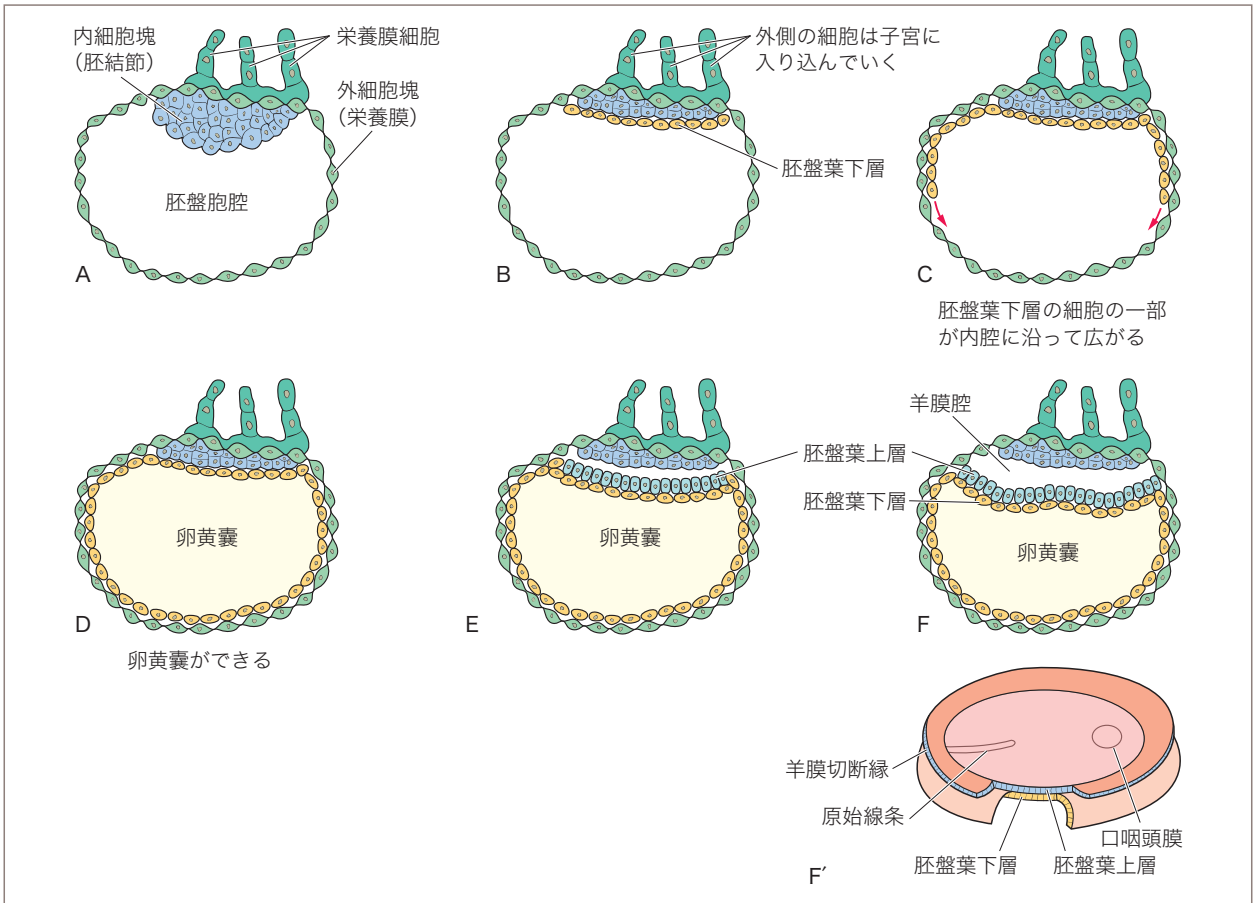 内細胞塊
(胚結節)
栄養膜細胞
外細胞塊
(栄養膜)
胚盤胞腔
A
外側の細胞は子宮に
入り込んでいく
胚盤葉下層
B
C
胚盤葉下層の細胞の一部
が内腔に沿って広がる
卵黄嚢
D
卵黄嚢ができる
卵黄嚢
E
羊膜腔
胚盤葉上層
胚盤葉下層
卵黄嚢
F
羊膜切断縁
原始線条
胚盤葉下層
胚盤葉上層
口咽頭膜
F′